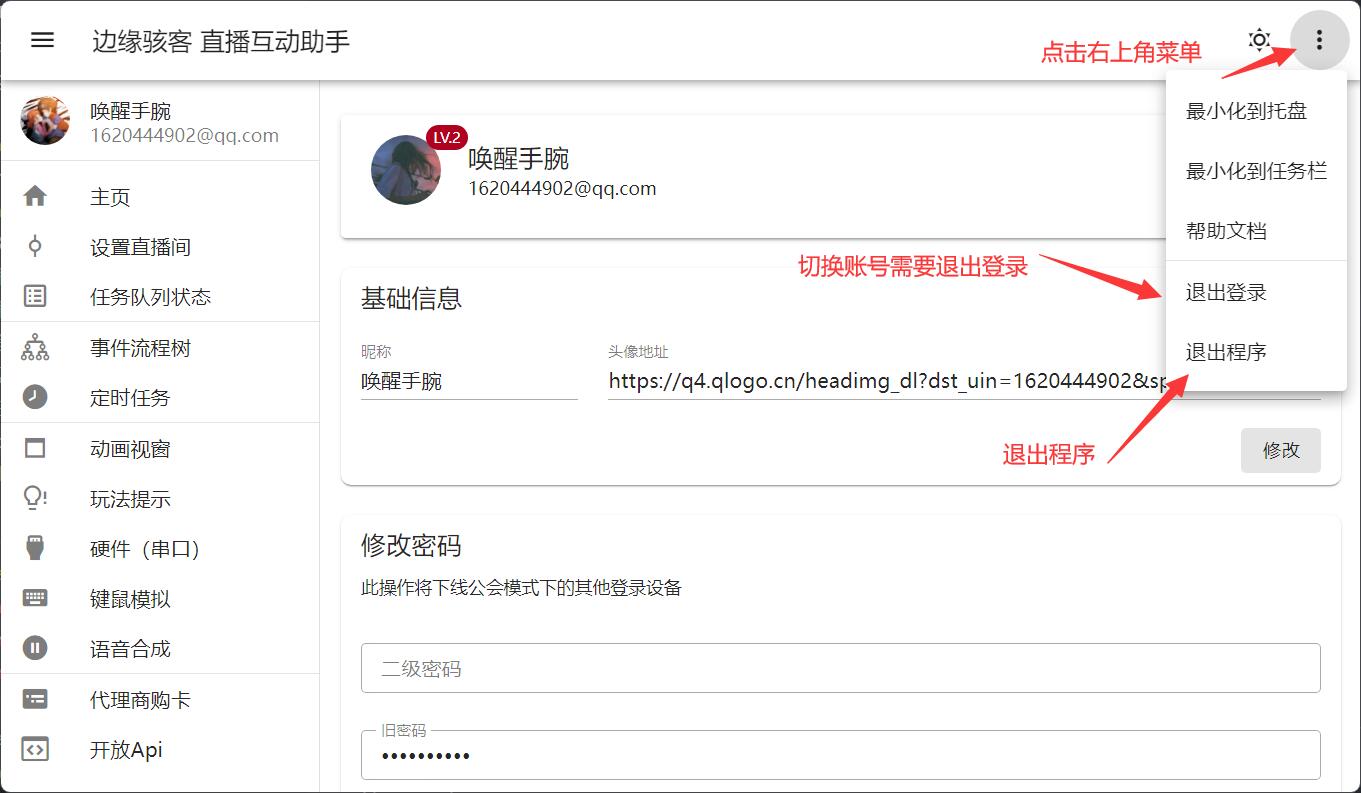 边缘骇客 直播互动助手
点击右上角菜单
唤醒手腕
1620444902@qq.com
主页
设置直播间
任务队列状态
事件流程树
定时任务
动画视窗
玩法提示
硬件（串口）
键鼠模拟
语音合成
代理商购卡
开放Api
LV.2
唤醒手腕
1620444902@qq.com
最小化到托盘
最小化到任务栏
帮助文档
切换账号需要退出登录
退出登录
退出程序
基础信息
昵称
唤醒手腕
头像地址
https://q4.qlogo.cn/headimg_dl?dst_uin=1620444902&sp
退出程序
修改
修改密码
此操作将下线公会模式下的其他登录设备
二级密码
旧密码
••••••••••